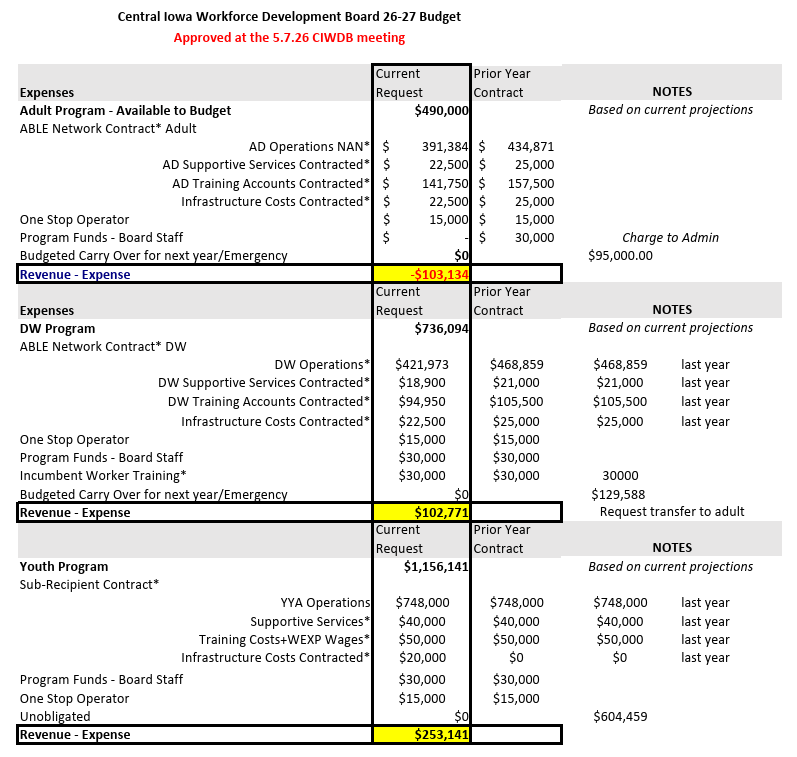 Central Iowa Workforce Development Board 26-27 Budget
Approved at the 5.7.26 CIWDB meeting
Expenses Current Request Prior Year Contract NOTES
Adult Program - Available to Budget $490,000 Based on current projections
ABLE Network Contract* Adult
AD Operations NAN* $ 391,384 $ 434,871
AD Supportive Services Contracted* $ 22,500 $ 25,000
AD Training Accounts Contracted* $ 141,750 $ 157,500
Infrastructure Costs Contracted* $ 22,500 $ 25,000
One Stop Operator $ 15,000 $ 15,000
Program Funds - Board Staff $ - $ 30,000 Charge to Admin
Budgeted Carry Over for next year/Emergency $0 $95,000.00
Revenue - Expense -$103,134
Expenses Current Request Prior Year Contract NOTES
DW Program $736,094 Based on current projections
ABLE Network Contract* DW
DW Operations* $421,973 $468,859 $468,859 last year
DW Supportive Services Contracted* $18,900 $21,000 $21,000 last year
DW Training Accounts Contracted* $94,950 $105,500 $105,500 last year
Infrastructure Costs Contracted* $22,500 $25,000 $25,000 last year
One Stop Operator $15,000 $15,000
Program Funds - Board Staff $30,000 $30,000
Incumbent Worker Training* $30,000 $30,000 30000
Budgeted Carry Over for next year/Emergency $0 $129,588
Revenue - Expense $102,771 Request transfer to adult
Current Request Prior Year Contract NOTES
Youth Program $1,156,141 Based on current projections
Sub-Recipient Contract*
YYA Operations $748,000 $748,000 $748,000 last year
Supportive Services* $40,000 $40,000 $40,000 last year
Training Costs+WEXP Wages* $50,000 $50,000 $50,000 last year
Infrastructure Costs Contracted* $20,000 $0 $0 last year
Program Funds - Board Staff $30,000 $30,000
One Stop Operator $15,000 $15,000
Unobligated $0 $604,459
Revenue - Expense $253,141